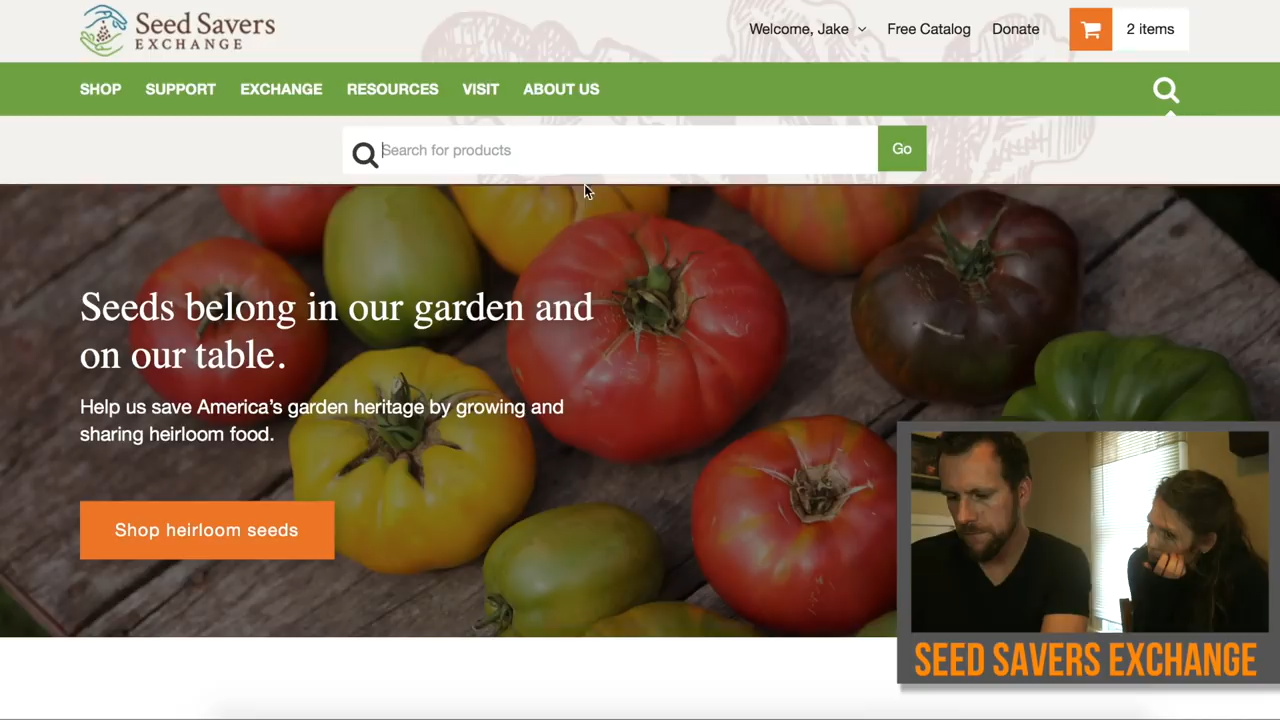 Seed Savers
EXCHANGE
Welcome, Jake
Free Catalog
Donate
2 items
SHOP
SUPPORT
EXCHANGE
RESOURCES
VISIT
ABOUT US
Search for products
Go
Seeds belong in our garden and
on our table.
Help us save America’s garden heritage by growing and
sharing heirloom food.
Shop heirloom seeds
SEED SAVERS EXCHANGE